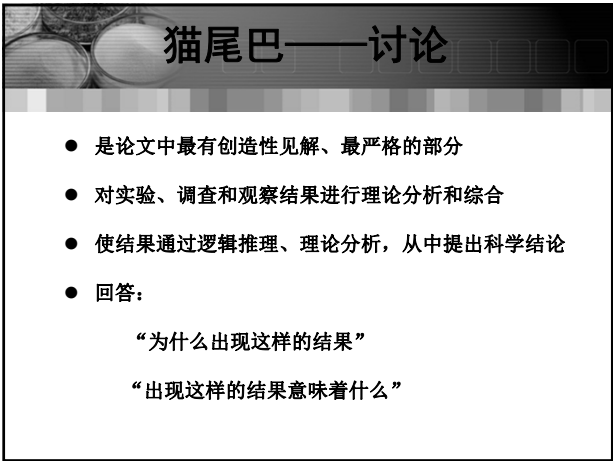 猫尾巴——讨论
● 是论文中最有创造性见解、最严格的部分
● 对实验、调查和观察结果进行理论分析和综合
● 使结果通过逻辑推理、理论分析，从中提出科学结论
● 回答：
“为什么出现这样的结果”
“出现这样的结果意味着什么”